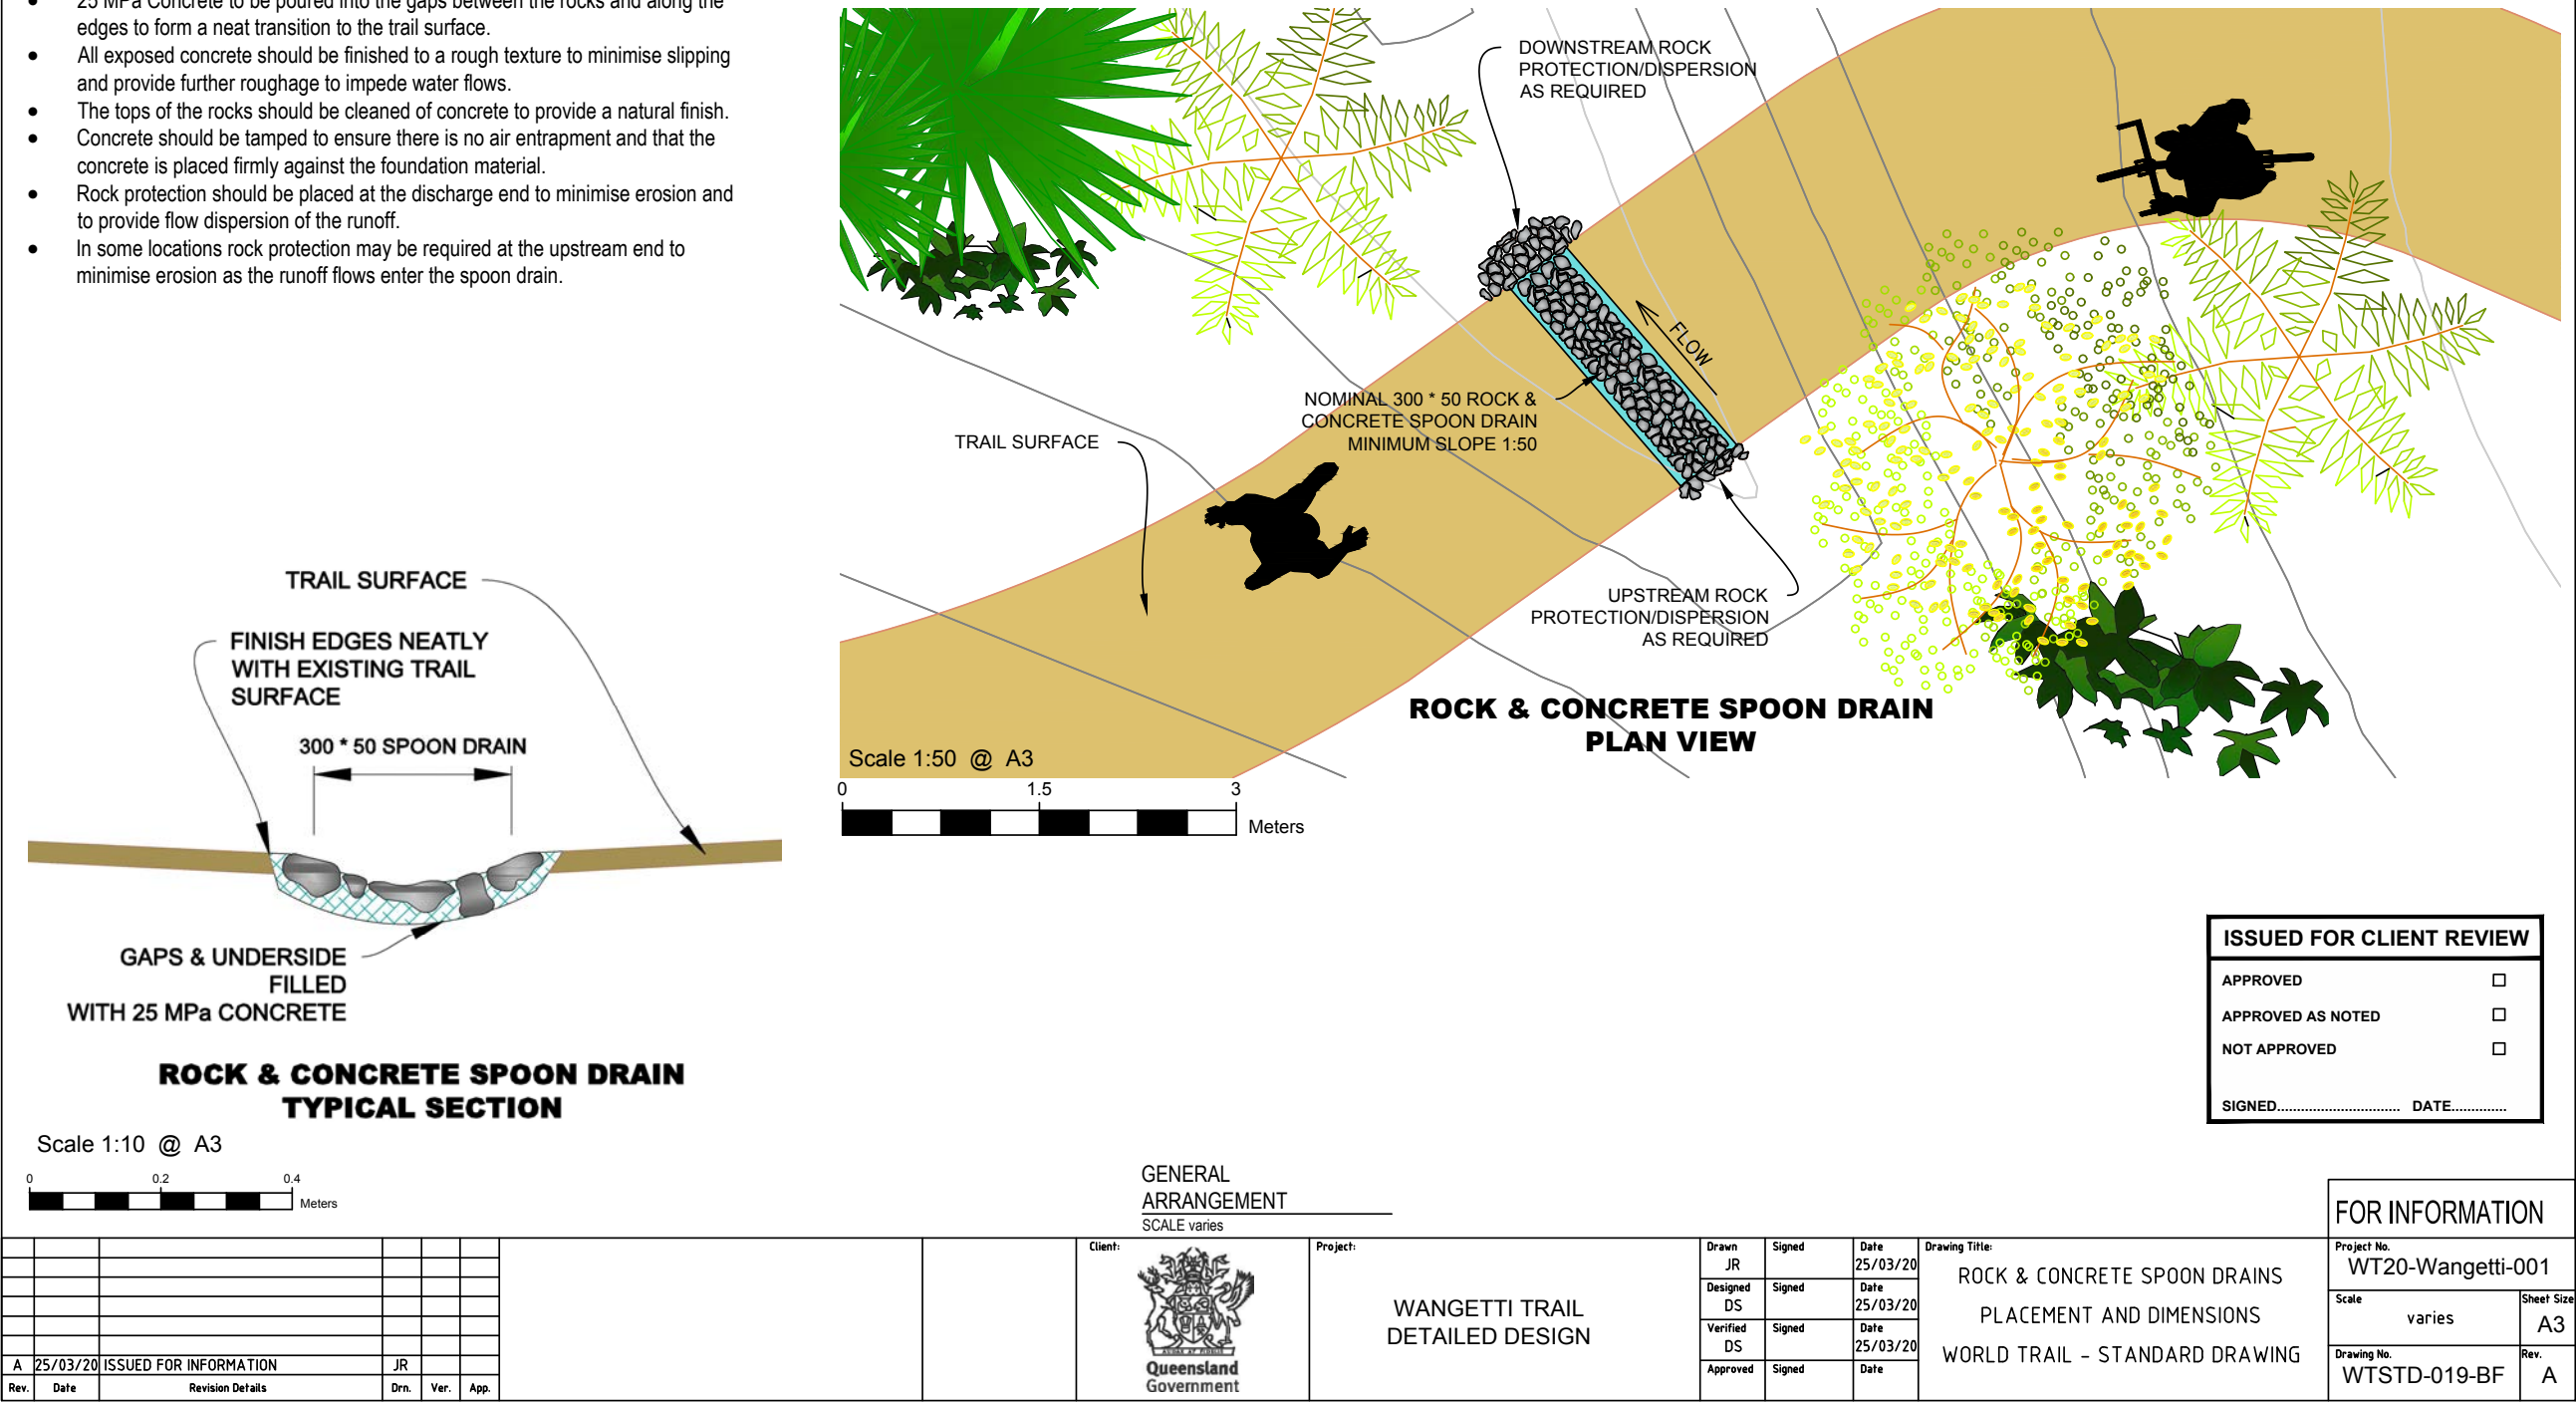 25 MPa Concrete to be poured into the gaps between the rocks and along the
edges to form a neat transition to the trail surface.
● All exposed concrete should be finished to a rough texture to minimise slipping
and provide further roughage to impede water flows.
● The tops of the rocks should be cleaned of concrete to provide a natural finish.
● Concrete should be tamped to ensure there is no air entrapment and that the
concrete is placed firmly against the foundation material.
● Rock protection should be placed at the discharge end to minimise erosion and
to provide flow dispersion of the runoff.
● In some locations rock protection may be required at the upstream end to
minimise erosion as the runoff flows enter the spoon drain.
DOWNSTREAM ROCK
PROTECTION/DISPERSION
AS REQUIRED
FLOW
NOMINAL 300 * 50 ROCK &
CONCRETE SPOON DRAIN
MINIMUM SLOPE 1:50
TRAIL SURFACE
UPSTREAM ROCK
PROTECTION/DISPERSION
AS REQUIRED
ROCK & CONCRETE SPOON DRAIN
PLAN VIEW
Scale 1:50 @ A3
0 1.5 3
Meters
TRAIL SURFACE
FINISH EDGES NEATLY
WITH EXISTING TRAIL
SURFACE
300 * 50 SPOON DRAIN
GAPS & UNDERSIDE
FILLED
WITH 25 MPa CONCRETE
ROCK & CONCRETE SPOON DRAIN
TYPICAL SECTION
Scale 1:10 @ A3
0 0.2 0.4
Meters
ISSUED FOR CLIENT REVIEW
APPROVED
APPROVED AS NOTED
NOT APPROVED
SIGNED.............................. DATE.............
GENERAL
ARRANGEMENT
SCALE varies
FOR INFORMATION
A 25/03/20 ISSUED FOR INFORMATION JR
Rev. Date Revision Details Drn. Ver. App.
Client:
Queensland
Government
Project:
WANGETTI TRAIL
DETAILED DESIGN
Drawn Signed Date
JR 25/03/20
Designed Signed Date
DS 25/03/20
Verified Signed Date
DS 25/03/20
Approved Signed Date
Drawing Title:
ROCK & CONCRETE SPOON DRAINS
PLACEMENT AND DIMENSIONS
WORLD TRAIL - STANDARD DRAWING
Project No.
WT20-Wangetti-001
Scale Sheet Size
varies A3
Drawing No. Rev.
WTSTD-019-BF A